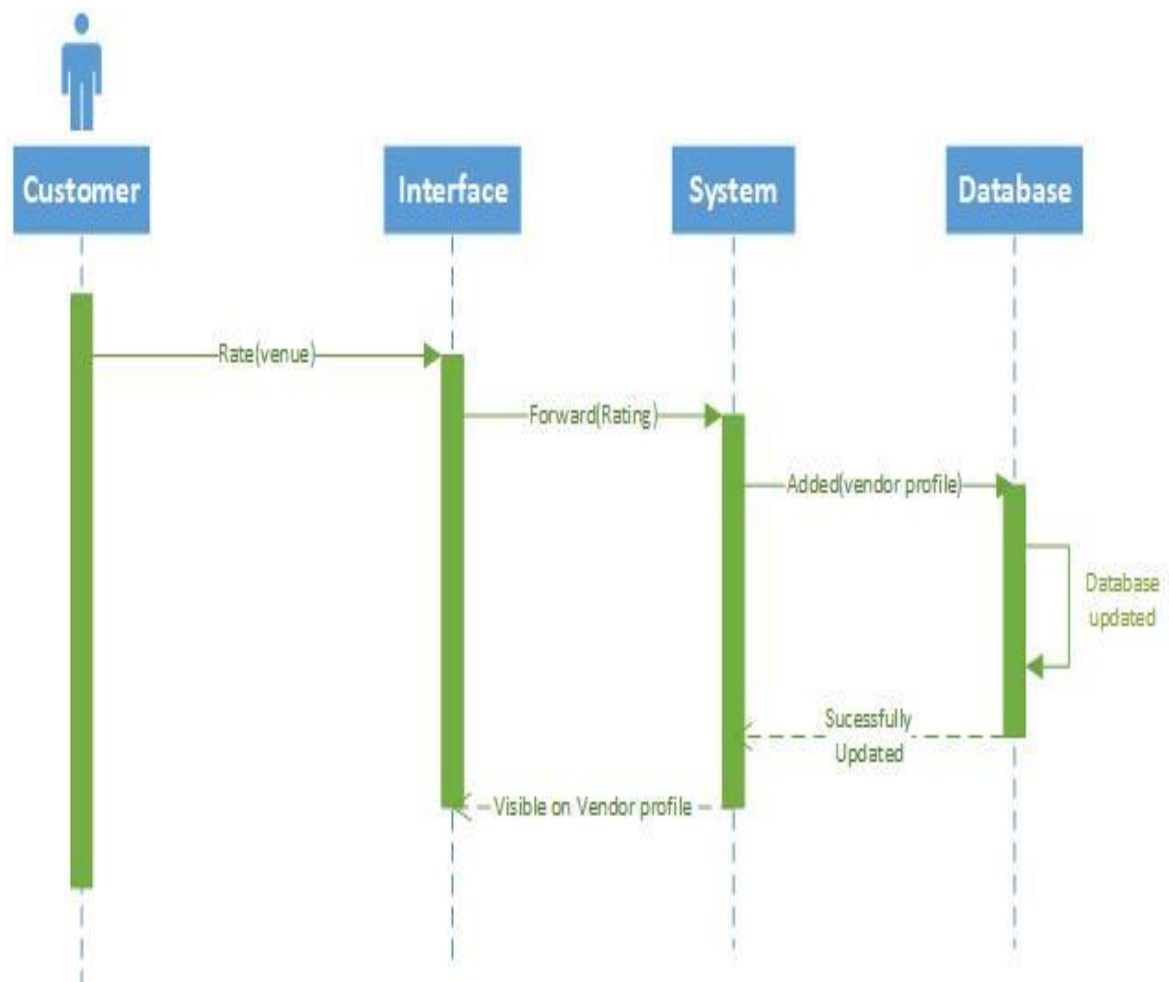 Customer
Interface
System
Database
Rate(venue)
Forward(Rating)
Added(vendor profile)
Database
updated
Sucessfully
Updated
Visible on Vendor profile